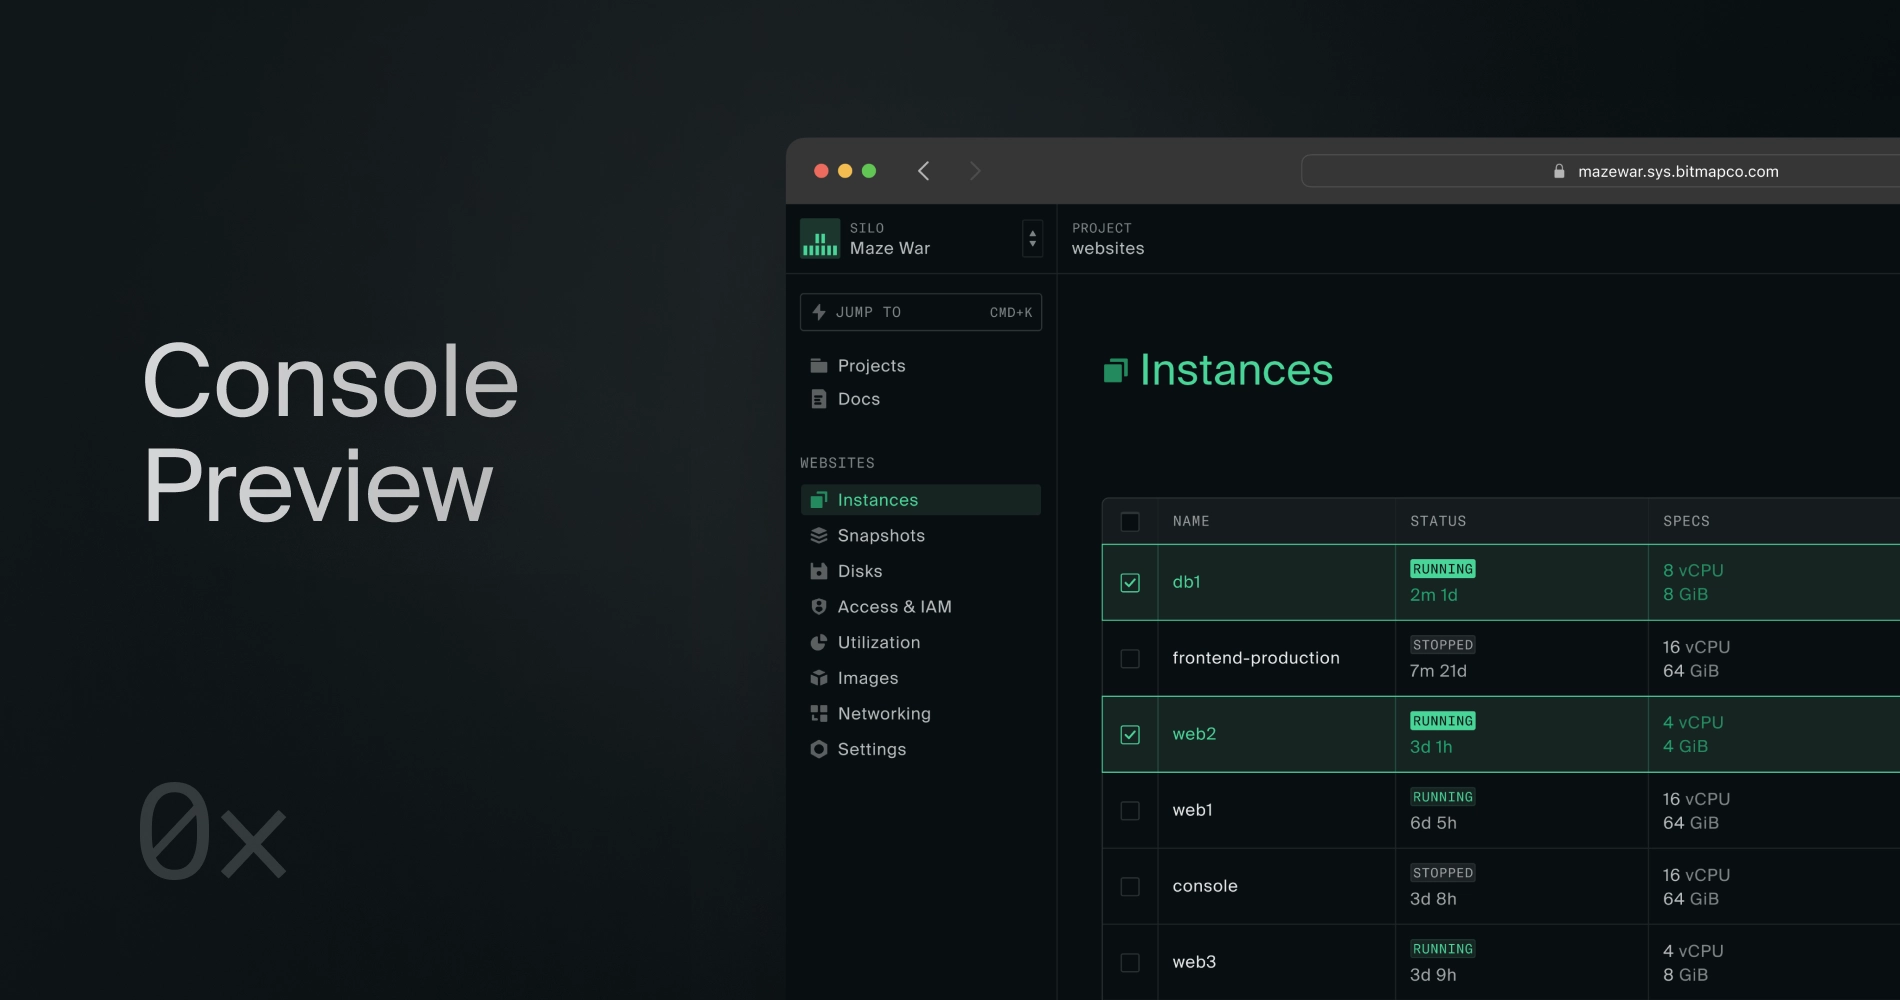 Console
Preview
0x
mazewar.sys.bitmapco.com
SILO
Maze War
PROJECT
websites
JUMP TO CMD+K
Projects
Docs
WEBSITES
Instances
Snapshots
Disks
Access & IAM
Utilization
Images
Networking
Settings
Instances
NAME STATUS SPECS
db1 RUNNING 8 vCPU
2m 1d 8 GiB
frontend-production STOPPED 16 vCPU
7m 21d 64 GiB
web2 RUNNING 4 vCPU
3d 1h 4 GiB
web1 RUNNING 16 vCPU
6d 5h 64 GiB
console STOPPED 16 vCPU
3d 8h 64 GiB
web3 RUNNING 4 vCPU
3d 9h 8 GiB